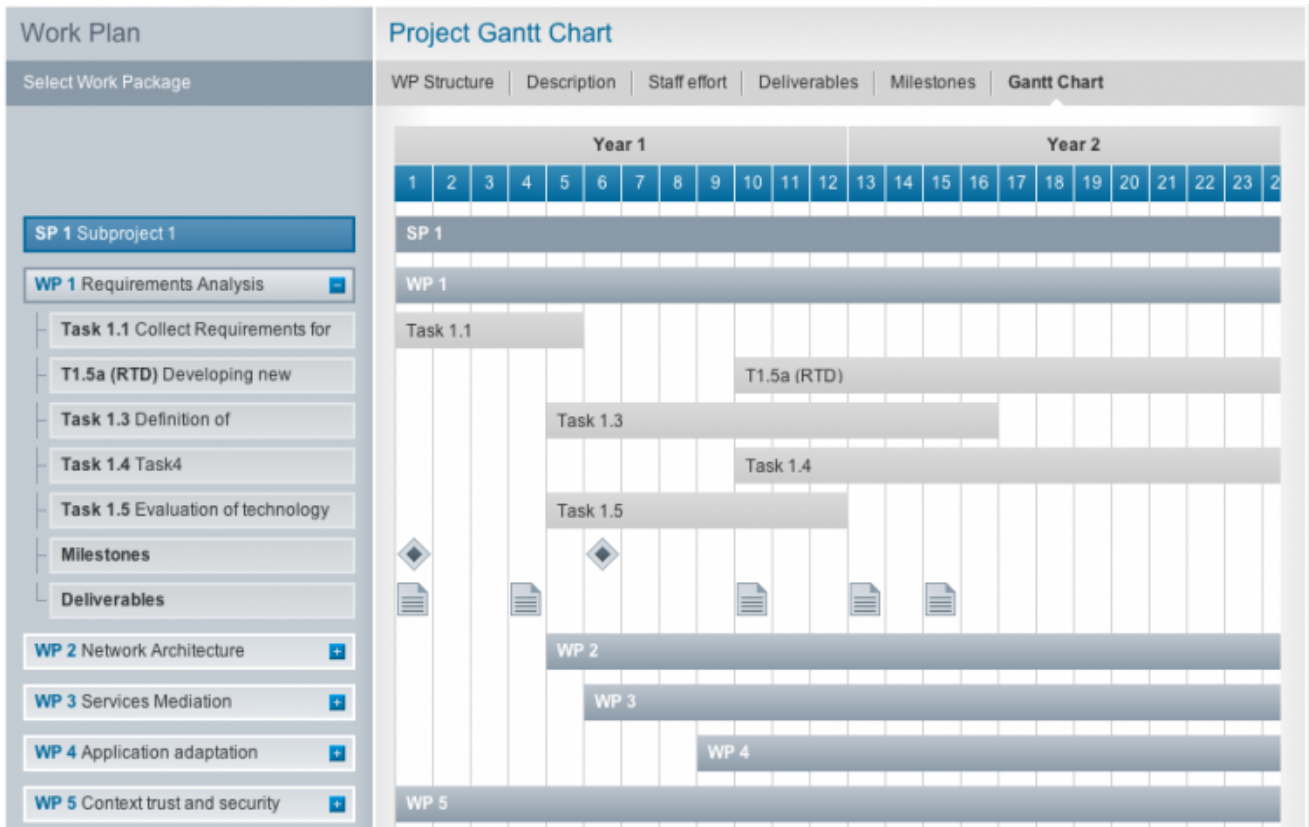 Work Plan
Project Gantt Chart
Select Work Package
WP Structure Description Staff effort Deliverables Milestones Gantt Chart
Year 1 Year 2
1 2 3 4 5 6 7 8 9 10 11 12 13 14 15 16 17 18 19 20 21 22 23 2
SP 1 Subproject 1 SP 1
WP 1 Requirements Analysis WP 1
Task 1.1 Collect Requirements for Task 1.1
T1.5a (RTD) Developing new T1.5a (RTD)
Task 1.3 Definition of Task 1.3
Task 1.4 Task4 Task 1.4
Task 1.5 Evaluation of technology Task 1.5
Milestones
Deliverables
WP 2 Network Architecture WP 2
WP 3 Services Mediation WP 3
WP 4 Application adaptation WP 4
WP 5 Context trust and security WP 5